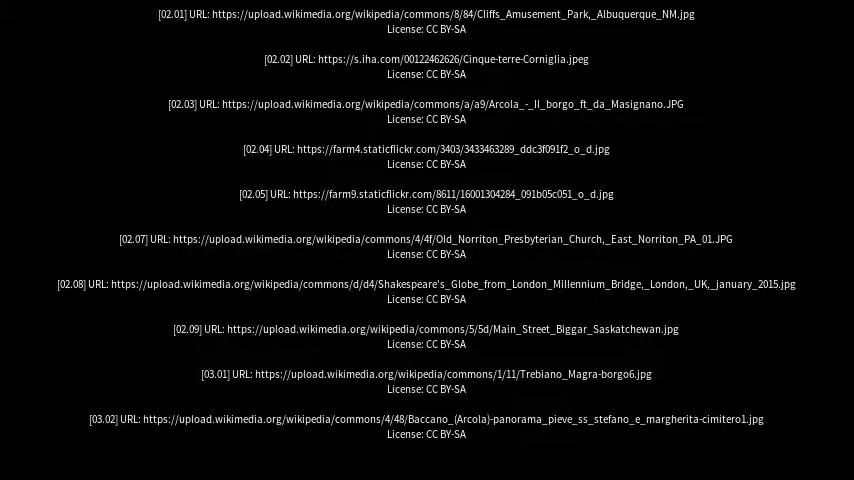 [02.01] URL: https://upload.wikimedia.org/wikipedia/commons/8/84/Cliffs_Amusement_Park,_Albuquerque_NM.jpg
License: CC BY-SA
[02.02] URL: https://s.iha.com/00122462626/Cinque-terre-Corniglia.jpeg
License: CC BY-SA
[02.03] URL: https://upload.wikimedia.org/wikipedia/commons/a/a9/Arcola_-_Il_borgo_ft_da_Masignano.JPG
License: CC BY-SA
[02.04] URL: https://farm4.staticflickr.com/3403/3433463289_ddc3f091f2_o_d.jpg
License: CC BY-SA
[02.05] URL: https://farm9.staticflickr.com/8611/16001304284_091b05c051_o_d.jpg
License: CC BY-SA
[02.07] URL: https://upload.wikimedia.org/wikipedia/commons/4/4f/Old_Norriton_Presbyterian_Church,_East_Norriton_PA_01.JPG
License: CC BY-SA
[02.08] URL: https://upload.wikimedia.org/wikipedia/commons/d/d4/Shakespeare's_Globe_from_London_Millennium_Bridge,_London,_UK,_january_2015.jpg
License: CC BY-SA
[02.09] URL: https://upload.wikimedia.org/wikipedia/commons/5/5d/Main_Street_Biggar_Saskatchewan.jpg
License: CC BY-SA
[03.01] URL: https://upload.wikimedia.org/wikipedia/commons/1/11/Trebiano_Magra-borgo6.jpg
License: CC BY-SA
[03.02] URL: https://upload.wikimedia.org/wikipedia/commons/4/48/Baccano_(Arcola)-panorama_pieve_ss_stefano_e_margherita-cimitero1.jpg
License: CC BY-SA